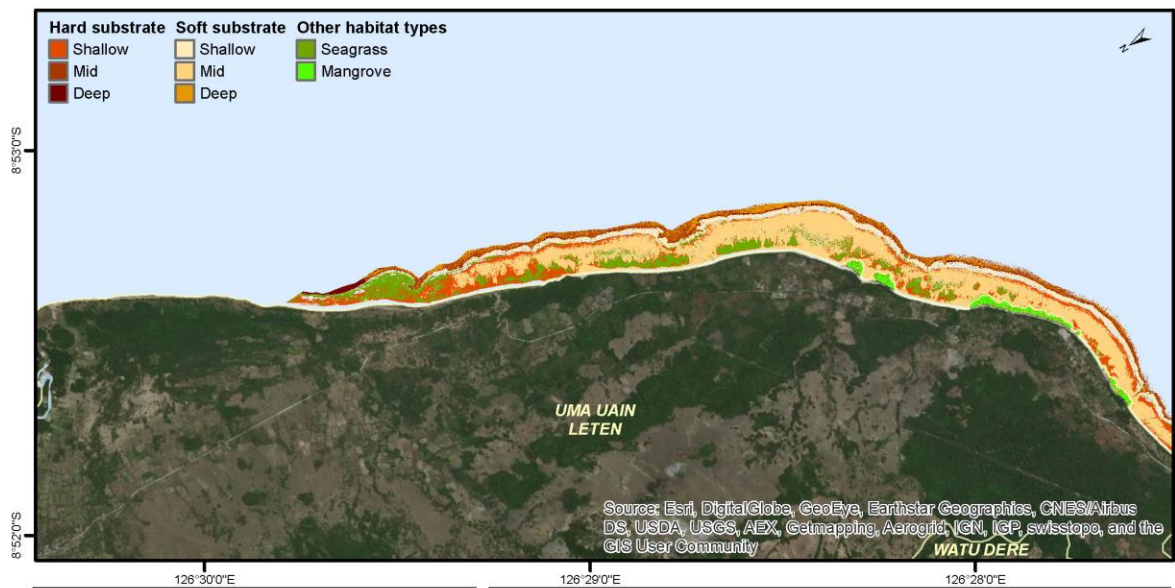 Hard substrate
Shallow
Mid
Deep
Soft substrate
Shallow
Mid
Deep
Other habitat types
Seagrass
Mangrove
N
8°53'0"S
8°52'0"S
UMA UAIN
LETEN
Source: Esri, DigitalGlobe, GeoEye, Earthstar Geographics, CNES/Airbus
DS, USDA, USGS, AEX, Getmapping, Aerogrid, IGN, IGP, swisstopo, and the
GIS User Community
WATU DERE
126°30'0"E
126°29'0"E
126°28'0"E